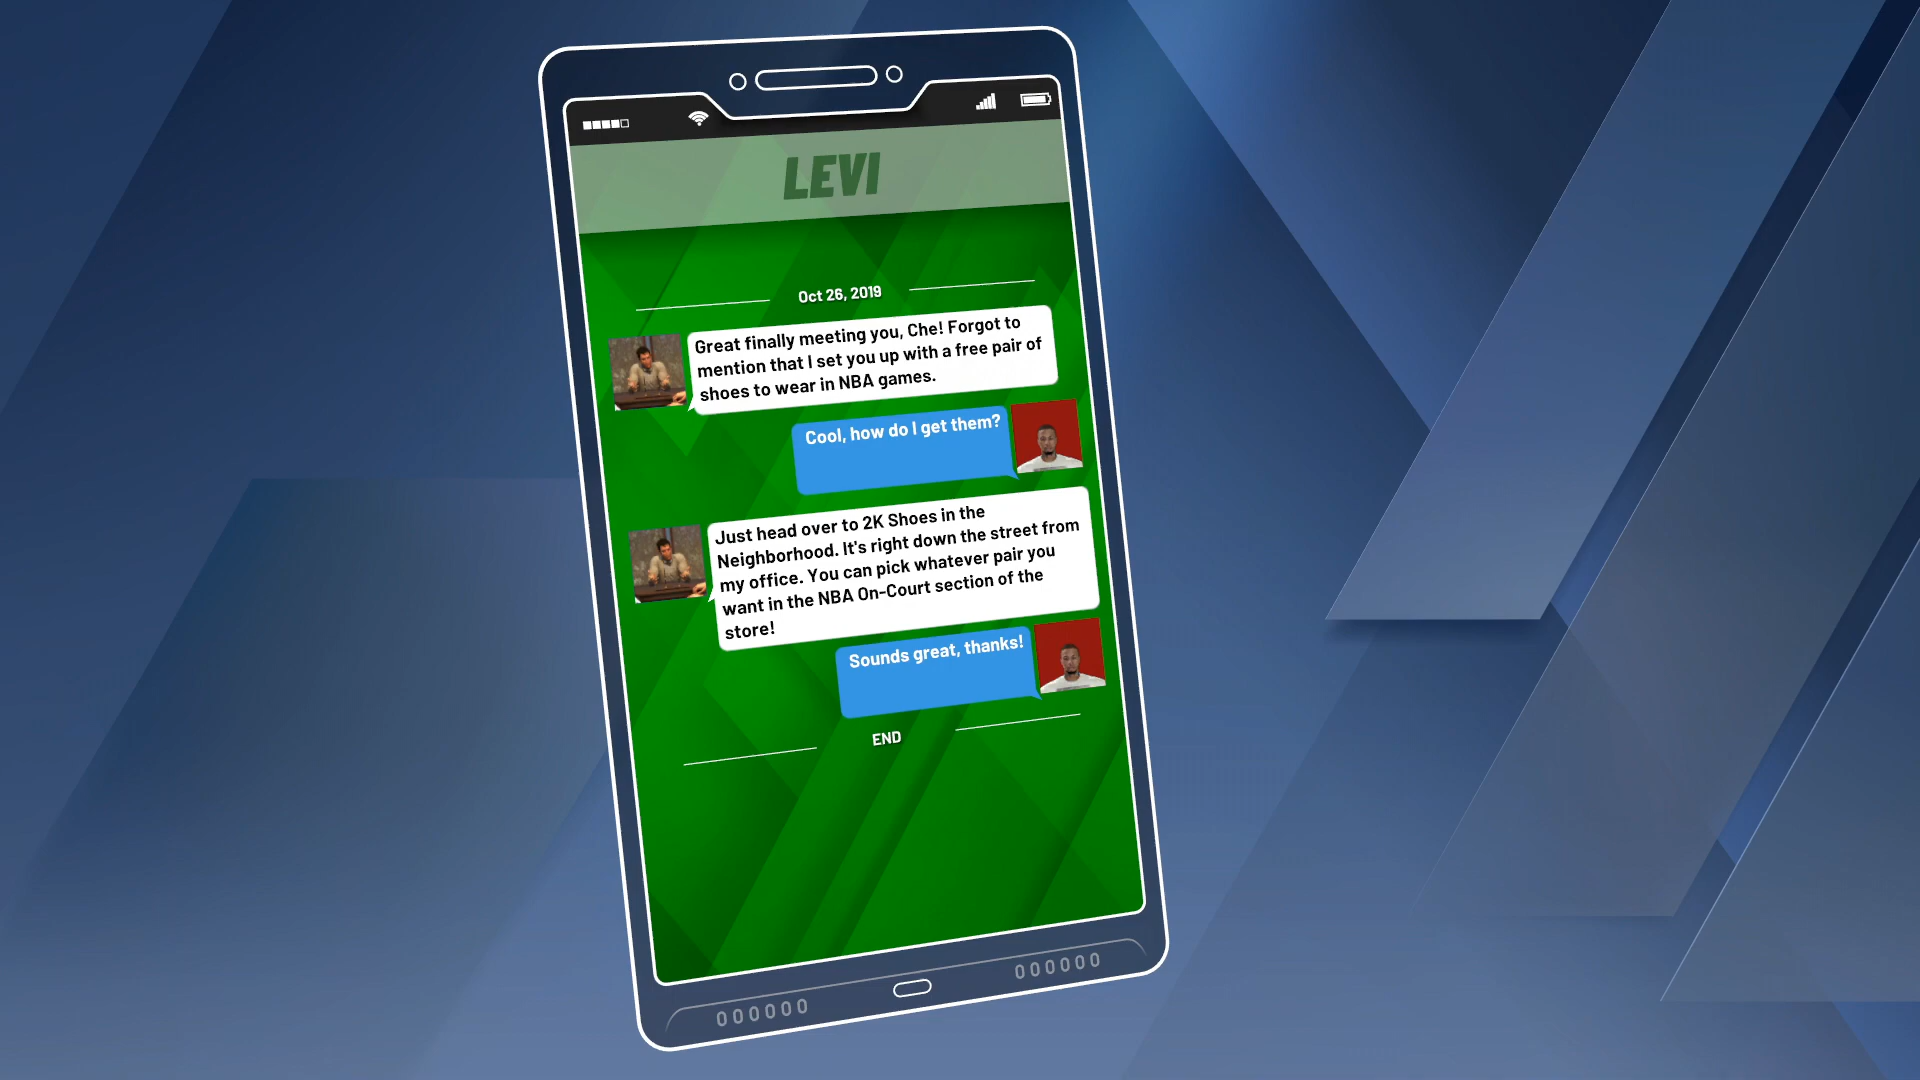 LEVI
Oct 26, 2019
Great finally meeting you, Che! Forgot to
mention that I set you up with a free pair of
shoes to wear in NBA games.
Cool, how do I get them?
Just head over to 2K Shoes in the
Neighborhood. It's right down the street from
my office. You can pick whatever pair you
want in the NBA On-Court section of the
store!
Sounds great, thanks!
END